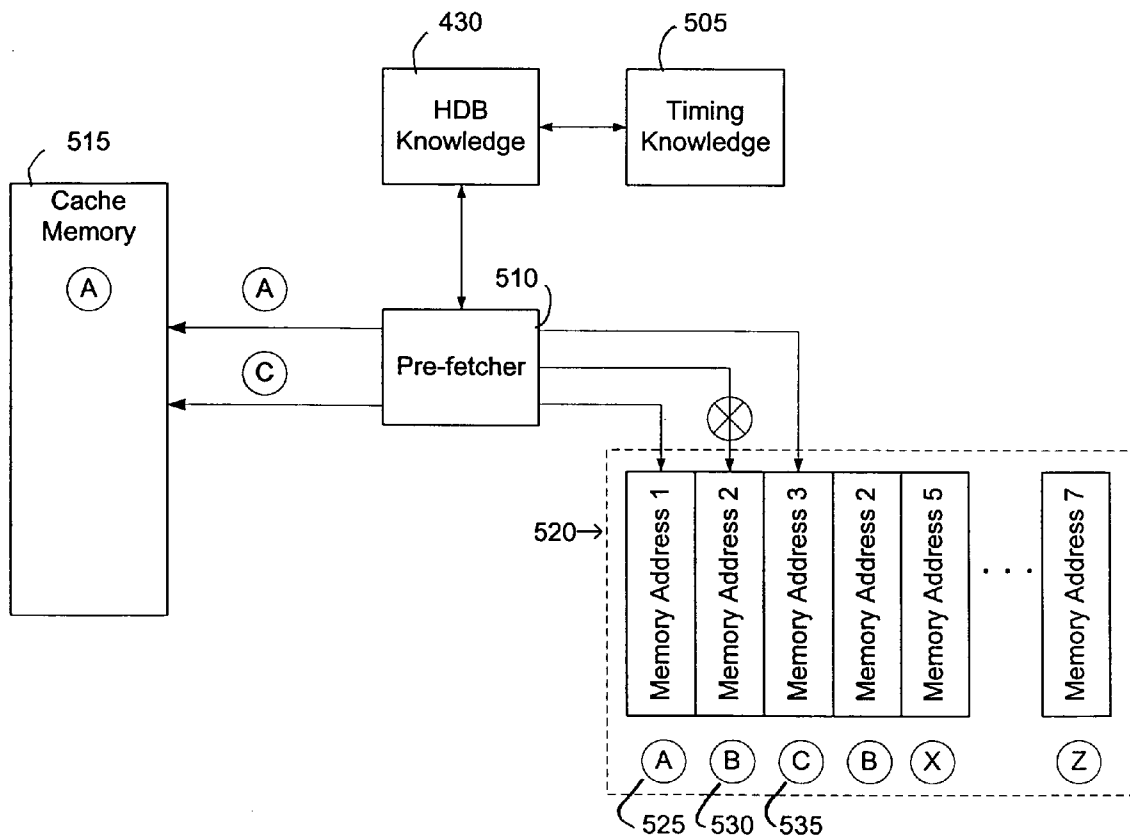 430
505
HDB
Knowledge
Timing
Knowledge
515
Cache
Memory
A
A
510
Pre-fetcher
C
520
Memory Address 1
Memory Address 2
Memory Address 3
Memory Address 2
Memory Address 5
. . .
Memory Address 7
A
B
C
B
X
Z
525
530
535